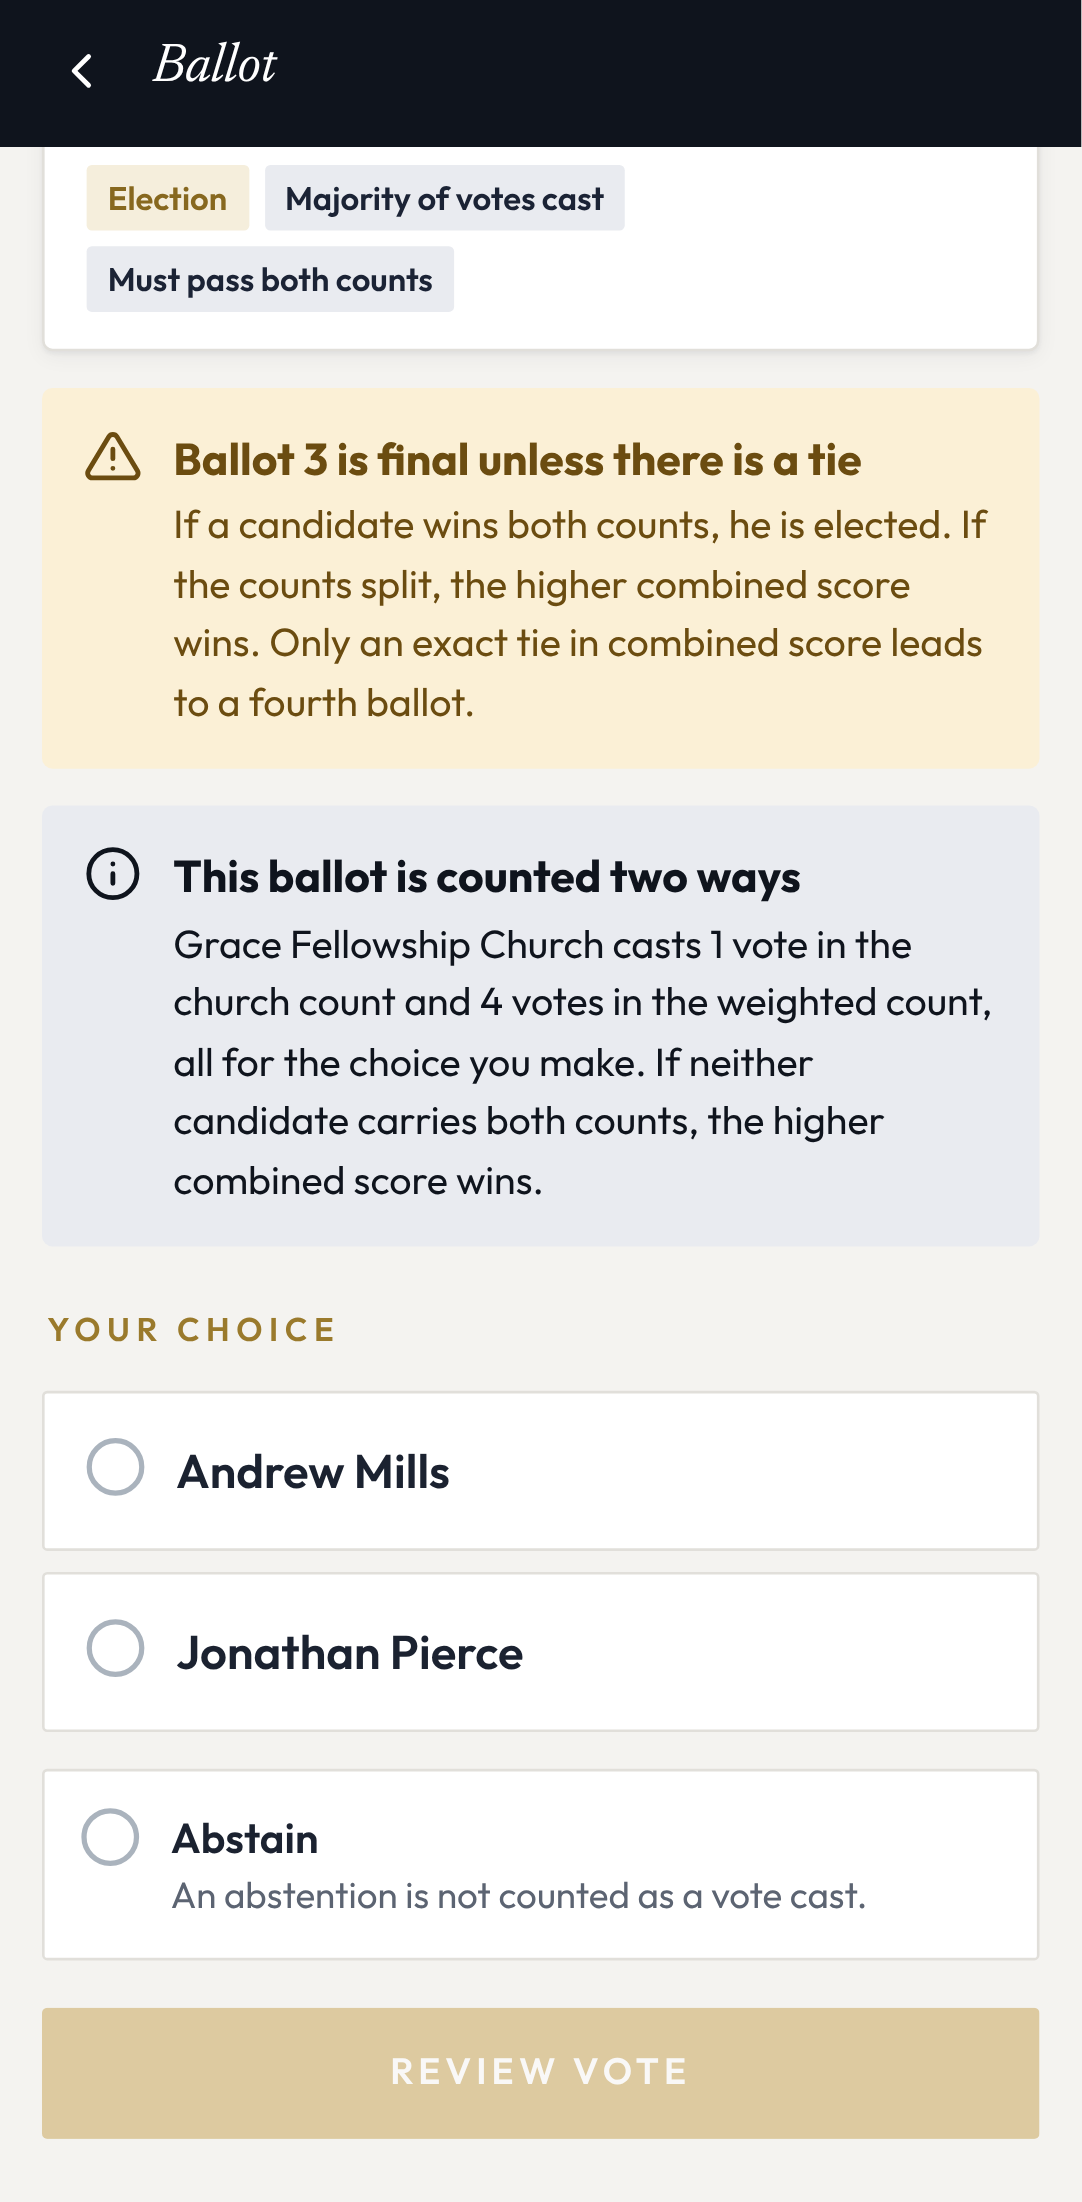 Ballot
Election
Majority of votes cast
Must pass both counts
Ballot 3 is final unless there is a tie
If a candidate wins both counts, he is elected. If
the counts split, the higher combined score
wins. Only an exact tie in combined score leads
to a fourth ballot.
This ballot is counted two ways
Grace Fellowship Church casts 1 vote in the
church count and 4 votes in the weighted count,
all for the choice you make. If neither
candidate carries both counts, the higher
combined score wins.
YOUR CHOICE
Andrew Mills
Jonathan Pierce
Abstain
An abstention is not counted as a vote cast.
REVIEW VOTE